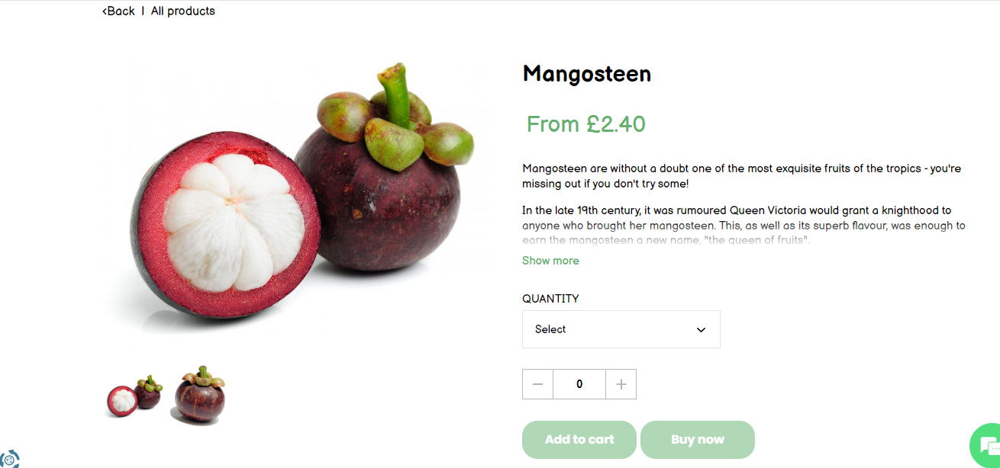 <Back | All products
Mangosteen
From £2.40
Mangosteen are without a doubt one of the most exquisite fruits of the tropics - you're
missing out if you don't try some!
In the late 19th century, it was rumoured Queen Victoria would grant a knighthood to
anyone who brought her mangosteen. This, as well as its superb flavour, was enough to
earn the mangosteen a new name, "the queen of fruits".
Show more
QUANTITY
Select
0
Add to cart Buy now